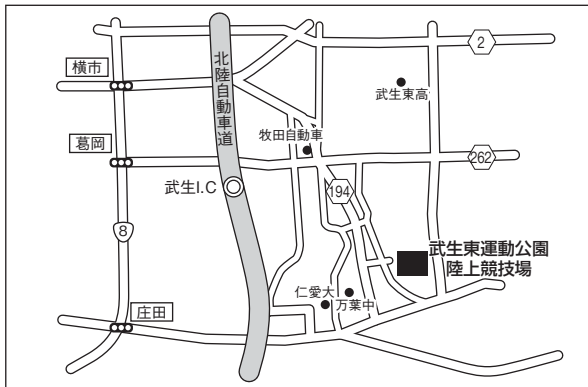 2
横市
北陸自動車道
武生東高
牧田自動車
葛岡
262
武生I.C
194
8
武生東運動公園
陸上競技場
仁愛大
万葉中
庄田